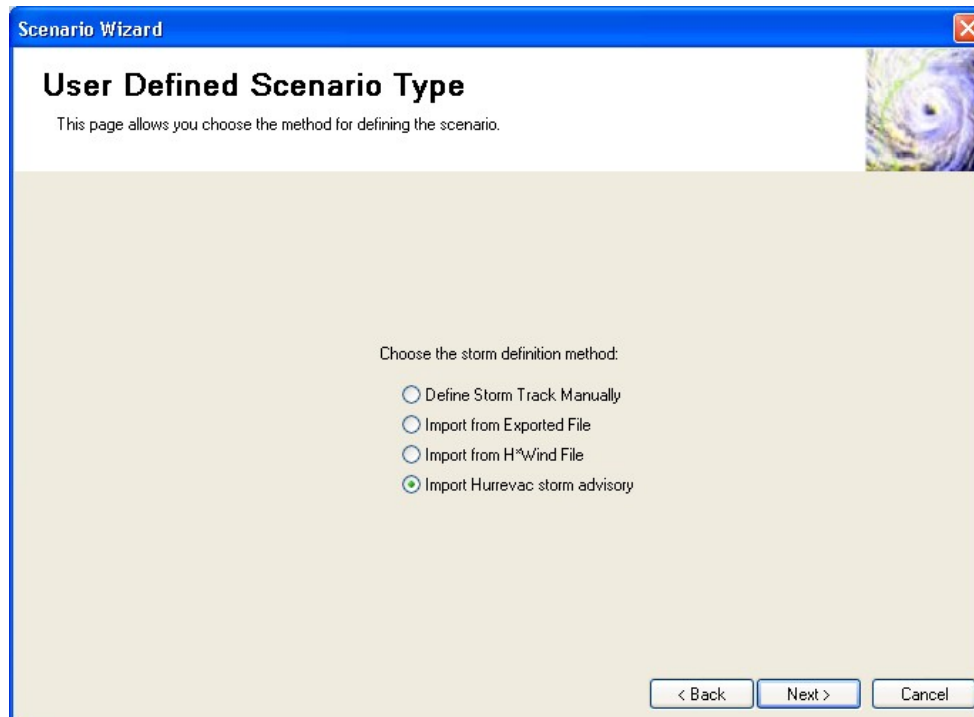 Scenario Wizard
User Defined Scenario Type
This page allows you choose the method for defining the scenario.
Choose the storm definition method:
Define Storm Track Manually
Import from Exported File
Import from H*Wind File
Import Hurrevac storm advisory
< Back Next > Cancel